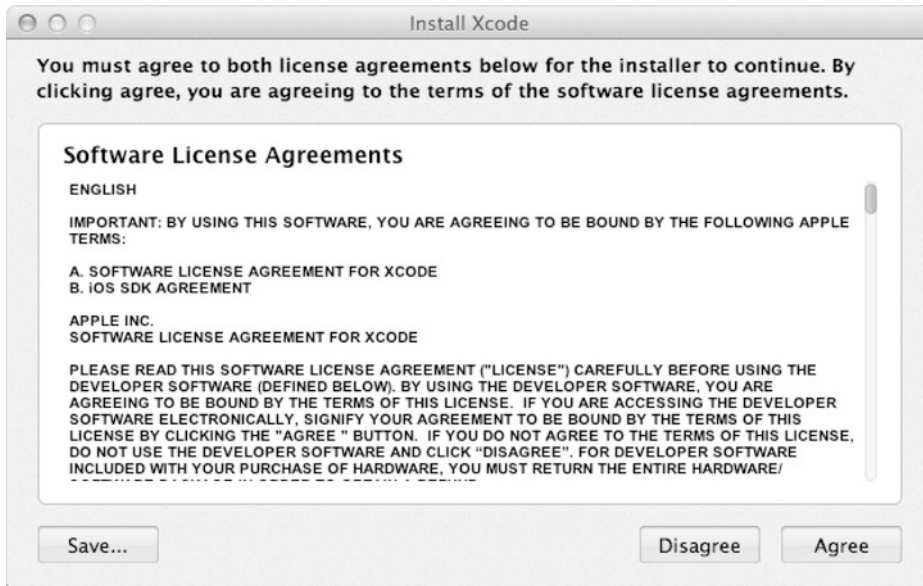 Install Xcode
You must agree to both license agreements below for the installer to continue. By
clicking agree, you are agreeing to the terms of the software license agreements.
Software License Agreements
ENGLISH
IMPORTANT: BY USING THIS SOFTWARE, YOU ARE AGREEING TO BE BOUND BY THE FOLLOWING APPLE
TERMS:
A. SOFTWARE LICENSE AGREEMENT FOR XCODE
B. iOS SDK AGREEMENT
APPLE INC.
SOFTWARE LICENSE AGREEMENT FOR XCODE
PLEASE READ THIS SOFTWARE LICENSE AGREEMENT ("LICENSE") CAREFULLY BEFORE USING THE
DEVELOPER SOFTWARE (DEFINED BELOW). BY USING THE DEVELOPER SOFTWARE, YOU ARE
AGREEING TO BE BOUND BY THE TERMS OF THIS LICENSE.  IF YOU ARE ACCESSING THE DEVELOPER
SOFTWARE ELECTRONICALLY, SIGNIFY YOUR AGREEMENT TO BE BOUND BY THE TERMS OF THIS
LICENSE BY CLICKING THE "AGREE " BUTTON.  IF YOU DO NOT AGREE TO THE TERMS OF THIS LICENSE,
DO NOT USE THE DEVELOPER SOFTWARE AND CLICK “DISAGREE”. FOR DEVELOPER SOFTWARE
INCLUDED WITH YOUR PURCHASE OF HARDWARE, YOU MUST RETURN THE ENTIRE HARDWARE/
Save...
Disagree
Agree